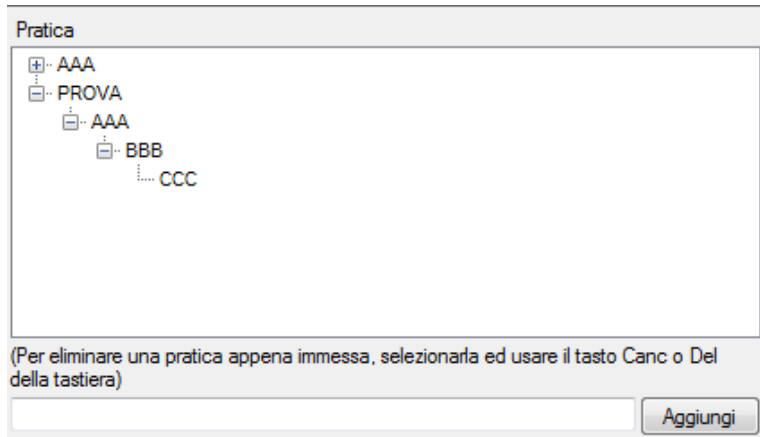 Pratica
AAA
PROVA
AAA
BBB
CCC
(Per eliminare una pratica appena immessa, selezionarla ed usare il tasto Canc o Del
della tastiera)
Aggiungi